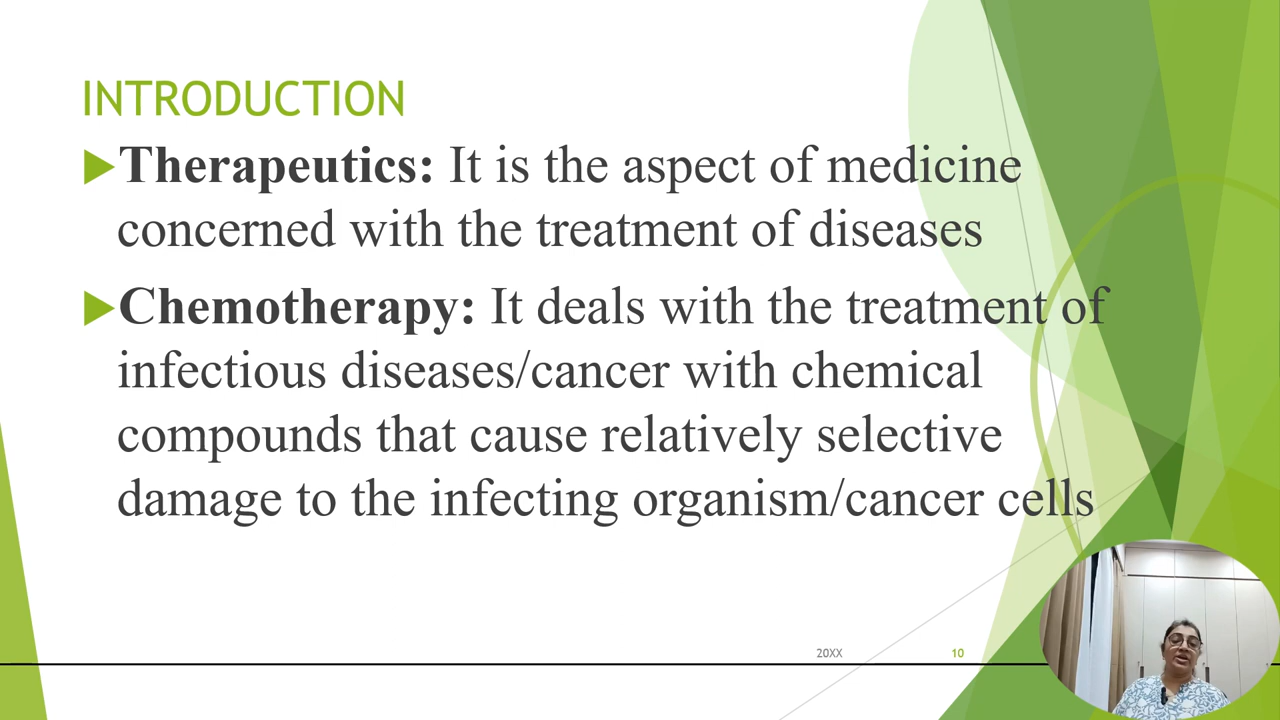 INTRODUCTION
Therapeutics: It is the aspect of medicine
concerned with the treatment of diseases
Chemotherapy: It deals with the treatment of
infectious diseases/cancer with chemical
compounds that cause relatively selective
damage to the infecting organism/cancer cells
20XX
10